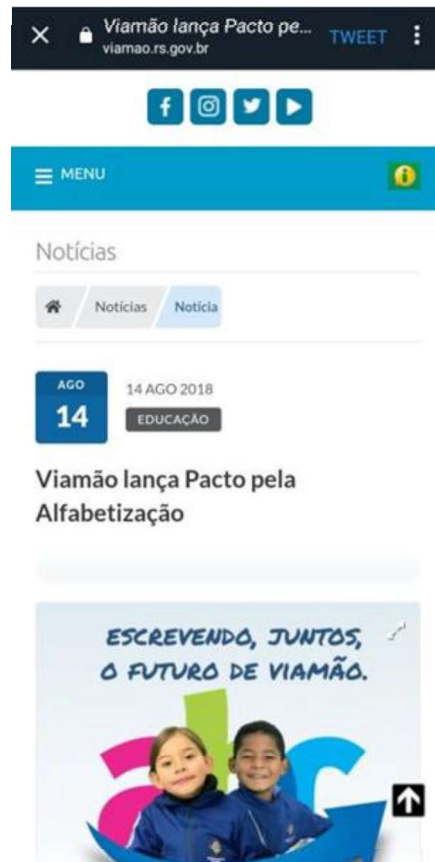 Viamão lança Pacto pe...
TWEET
viamao.rs.gov.br
MENU
Notícias
Notícias
Notícia
AGO
14
14 AGO 2018
EDUCAÇÃO
Viamão lança Pacto pela
Alfabetização
ESCREVENDO, JUNTOS,
O FUTURO DE VIAMÃO.